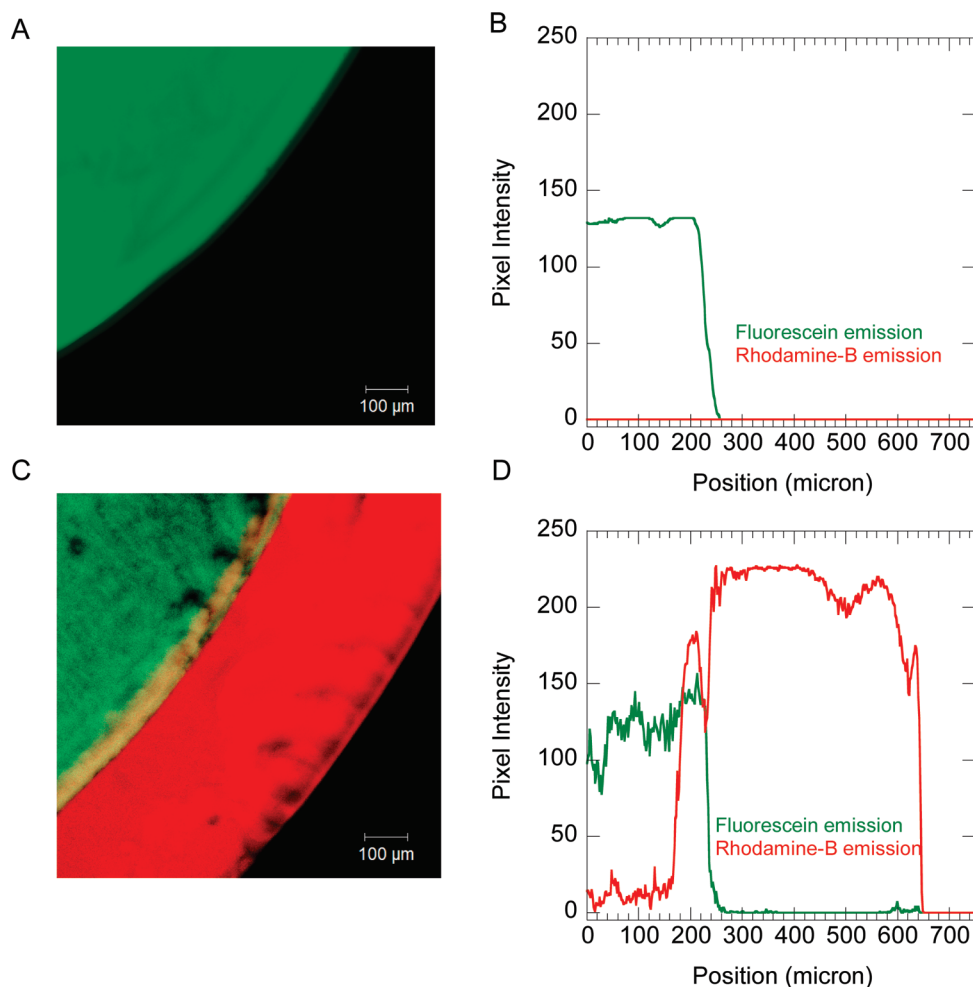 A
100 µm
B
250
200
150
100
50
0
Pixel Intensity
Fluorescein emission
Rhodamine-B emission
0 100 200 300 400 500 600 700
Position (micron)
C
100 µm
D
250
200
150
100
50
0
Pixel Intensity
Fluorescein emission
Rhodamine-B emission
0 100 200 300 400 500 600 700
Position (micron)